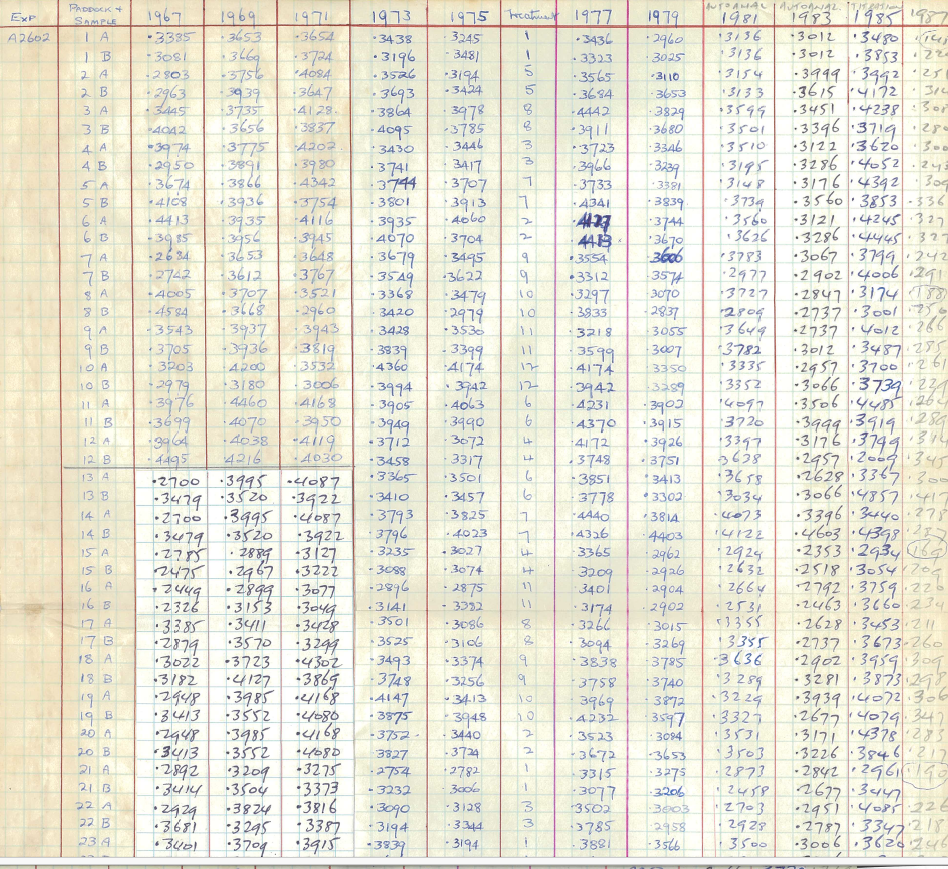 EXP PADDOCK + SAMPLE 1967 1969 1971 1973 1975 Treatment 1977 1979 AUTOANAL 1981 AUTOANAL 1983 TITRATION 1985
A2602 1 A .3385 .3653 .3654 .3438 .3245 1 .3436 .2960 .3136 .3012 .3480
1 B .3081 .3669 .3724 .3196 .3481 1 .3323 .3025 .3136 .3012 .3853
2 A .2803 .3756 .4084 .3526 .3194 5 .3565 .3110 .3154 .3999 .3992
2 B .2963 .3939 .3647 .3693 .3424 5 .3684 .3653 .3133 .3615 .4172
3 A .3445 .3735 .4128 .3864 .3978 8 .4442 .3829 .3599 .3451 .4238
3 B .4042 .3656 .3837 .4095 .3785 8 .3911 .3680 .3501 .3396 .3719
4 A .3974 .3775 .4202 .3430 .3446 3 .3723 .3346 .3510 .3122 .3620
4 B .2950 .3891 .3980 .3741 .3417 3 .3966 .3239 .3195 .3286 .4052
5 A .3674 .3866 .4342 .3744 .3707 7 .3733 .3381 .3148 .3176 .4392
5 B .4108 .3936 .3754 .3801 .3913 7 .4341 .3839 .3739 .3560 .3853
6 A .4413 .3935 .4116 .3935 .4060 2 .3744 .3560 .3121 .4245
6 B .3985 .3956 .3945 .4070 .3704 2 .3670 .3626 .3286 .4445
7 A .2684 .3653 .3648 .3679 .3495 9 .3554 .3606 .3783 .3067 .3799
7 B .2742 .3612 .3767 .3549 .3622 9 .3312 .3574 .2977 .2902 .4006
8 A .4005 .3707 .3521 .3368 .3479 10 .3297 .3070 .3727 .2847 .3174
8 B .4584 .3668 .2960 .3420 .2979 10 .3833 .2837 .2809 .2737 .3001
9 A .3543 .3937 .3943 .3428 .3530 11 .3218 .3055 .3649 .2737 .4012
9 B .3705 .3936 .3819 .3839 .3399 11 .3599 .3007 .3782 .3012 .3487
10 A .3203 .4200 .3532 .4360 .4174 12 .4174 .3350 .3335 .2957 .3700
10 B .2979 .3180 .3006 .3994 .3942 12 .3942 .3289 .3352 .3066 .3739
11 A .3976 .4460 .4168 .3905 .4063 6 .4231 .3902 .4097 .3506 .4485
11 B .3699 .4070 .3950 .3949 .3990 6 .4370 .3915 .3720 .3999 .3919
12 A .3964 .4038 .4119 .3712 .3072 4 .4172 .3926 .3397 .3176 .3799
12 B .4495 .4216 .4030 .3458 .3317 4 .3748 .3751 .3628 .2957 .2009
13 A .2700 .3995 .4087 .3365 .3501 6 .3851 .3413 .3658 .2628 .3367
13 B .3479 .3520 .3922 .3410 .3457 6 .3778 .3302 .3034 .3066 .4857
14 A .2700 .3995 .4087 .3793 .3825 7 .4440 .3814 .4073 .3396 .3440
14 B .3479 .3520 .3922 .3796 .4023 7 .4326 .4403 .4122 .4603 .4398
15 A .2785 .2889 .3127 .3235 .3027 4 .3365 .2962 .2924 .2353 .2934
15 B .2475 .2967 .3222 .3088 .3074 4 .3209 .2926 .2632 .2518 .3054
16 A .2449 .2899 .3077 .2896 .2875 11 .3401 .2904 .2664 .2792 .3759
16 B .2326 .3153 .3049 .3141 .3282 11 .3174 .2902 .2531 .2463 .3660
17 A .3385 .3411 .3428 .3501 .3086 8 .3266 .3015 .3355 .2628 .3453
17 B .2879 .3570 .3299 .3525 .3106 8 .3094 .3269 .3355 .2737 .3673
18 A .3022 .3723 .4302 .3493 .3374 9 .3838 .3785 .3636 .2902 .3959
18 B .3182 .4127 .3869 .3748 .3256 9 .3758 .3740 .3289 .3281 .3873
19 A .2948 .3985 .4168 .4147 .3413 10 .3969 .3872 .3229 .3939 .4072
19 B .3413 .3552 .4080 .3875 .3948 10 .4232 .3597 .3327 .2677 .4079
20 A .2948 .3985 .4168 .3752 .3440 2 .3523 .3084 .3531 .3171 .4378
20 B .3413 .3552 .4080 .3827 .3724 2 .3672 .3653 .3503 .3226 .3846
21 A .2892 .3209 .3275 .2754 .2782 1 .3315 .3275 .2873 .2842 .2961
21 B .3414 .3504 .3373 .3232 .3006 1 .3077 .3206 .2458 .2677 .3447
22 A .2929 .3824 .3816 .3090 .3128 3 .3502 .3003 .2703 .2951 .4085
22 B .3681 .3295 .3387 .3194 .3344 3 .3785 .2958 .2928 .2787 .3347
23 A .3401 .3709 .3915 .3839 .3194 1 .3881 .3566 .3500 .3006 .3620